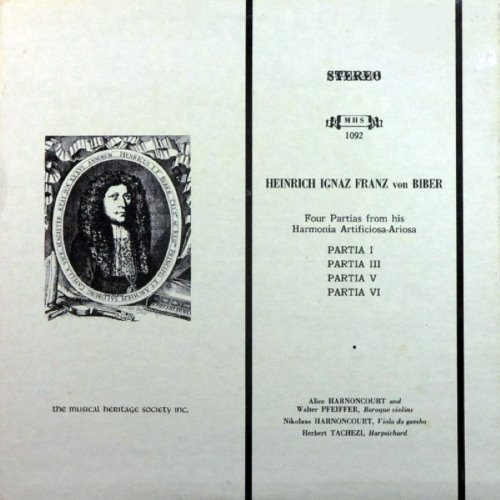 STEREO
MHS
1092
HEINRICH IGNAZ FRANZ von BIBER
Four Partias from his
Harmonia Artificiosa-Ariosa
PARTIA I
PARTIA III
PARTIA V
PARTIA VI
Alice HARNONCOURT and
Walter PFEIFFER, Baroque violins
Nikolaus HARNONCOURT, Viola da gamba
Herbert TACHEZI, Harpsichord
the musical heritage society inc.